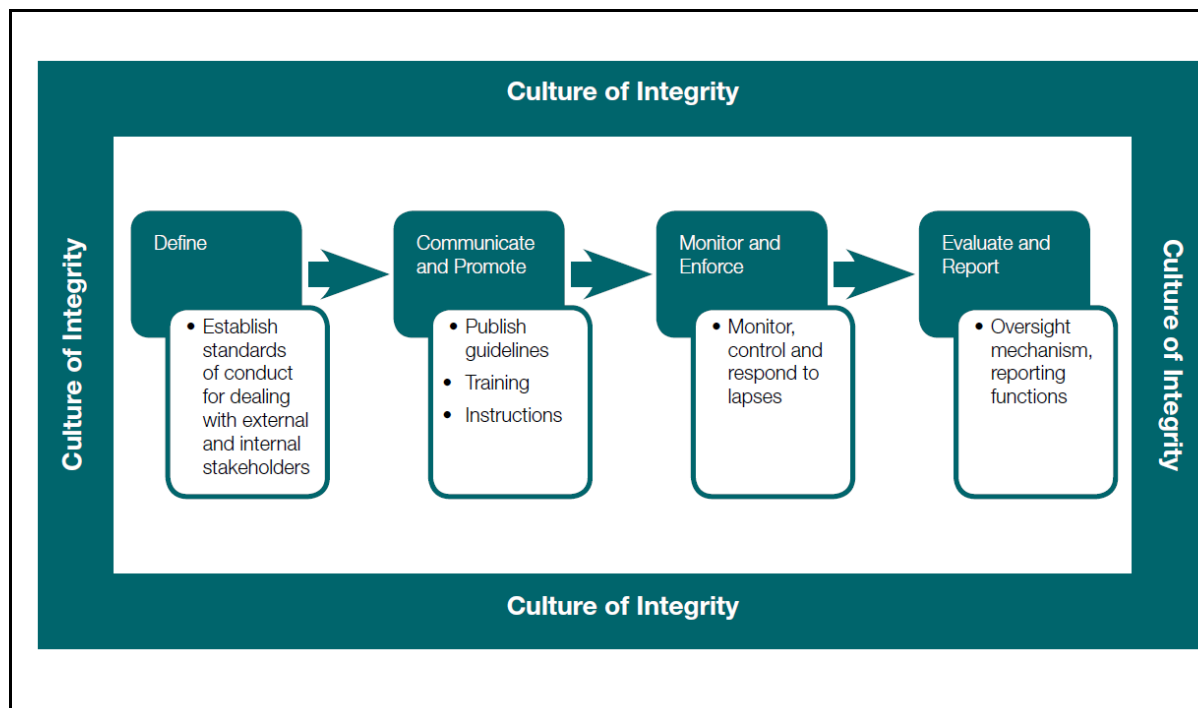 Culture of Integrity
Culture of Integrity
Define
• Establish
standards
of conduct
for dealing
with external
and internal
stakeholders
Communicate
and Promote
• Publish
guidelines
• Training
• Instructions
Monitor and
Enforce
• Monitor,
control and
respond to
lapses
Evaluate and
Report
• Oversight
mechanism,
reporting
functions
Culture of Integrity
Culture of Integrity